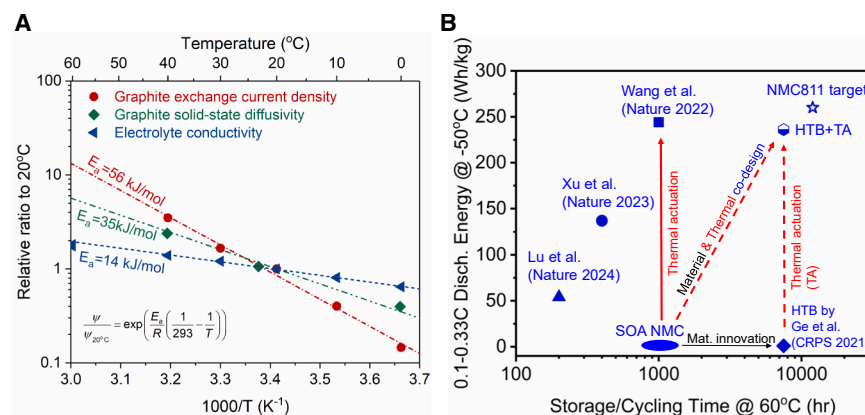 A
Temperature (°C)
60 50 40 30 20 10 0
100
10
1
0.1
Relative ratio to 20°C
Graphite exchange current density
Graphite solid-state diffusivity
Electrolyte conductivity
Ea=56 kJ/mol
Ea=35kJ/mol
Ea=14 kJ/mol
ψ/ψ20°C = exp(Ea/R(1/293 − 1/T))
3.0 3.1 3.2 3.3 3.4 3.5 3.6 3.7
1000/T (K⁻¹)
B
0.1-0.33C Disch. Energy @ -50°C (Wh/kg)
300
250
200
150
100
50
0
Wang et al.
(Nature 2022)
NMC811 target
HTB+TA
Xu et al.
(Nature 2023)
Lu et al.
(Nature 2024)
Thermal actuation
Material & Thermal co-design
Thermal actuation
(TA)
SOA NMC
Mat. innovation
HTB by
Ge et al.
(CRPS 2021)
100 1000 10000
Storage/Cycling Time @ 60°C (hr)